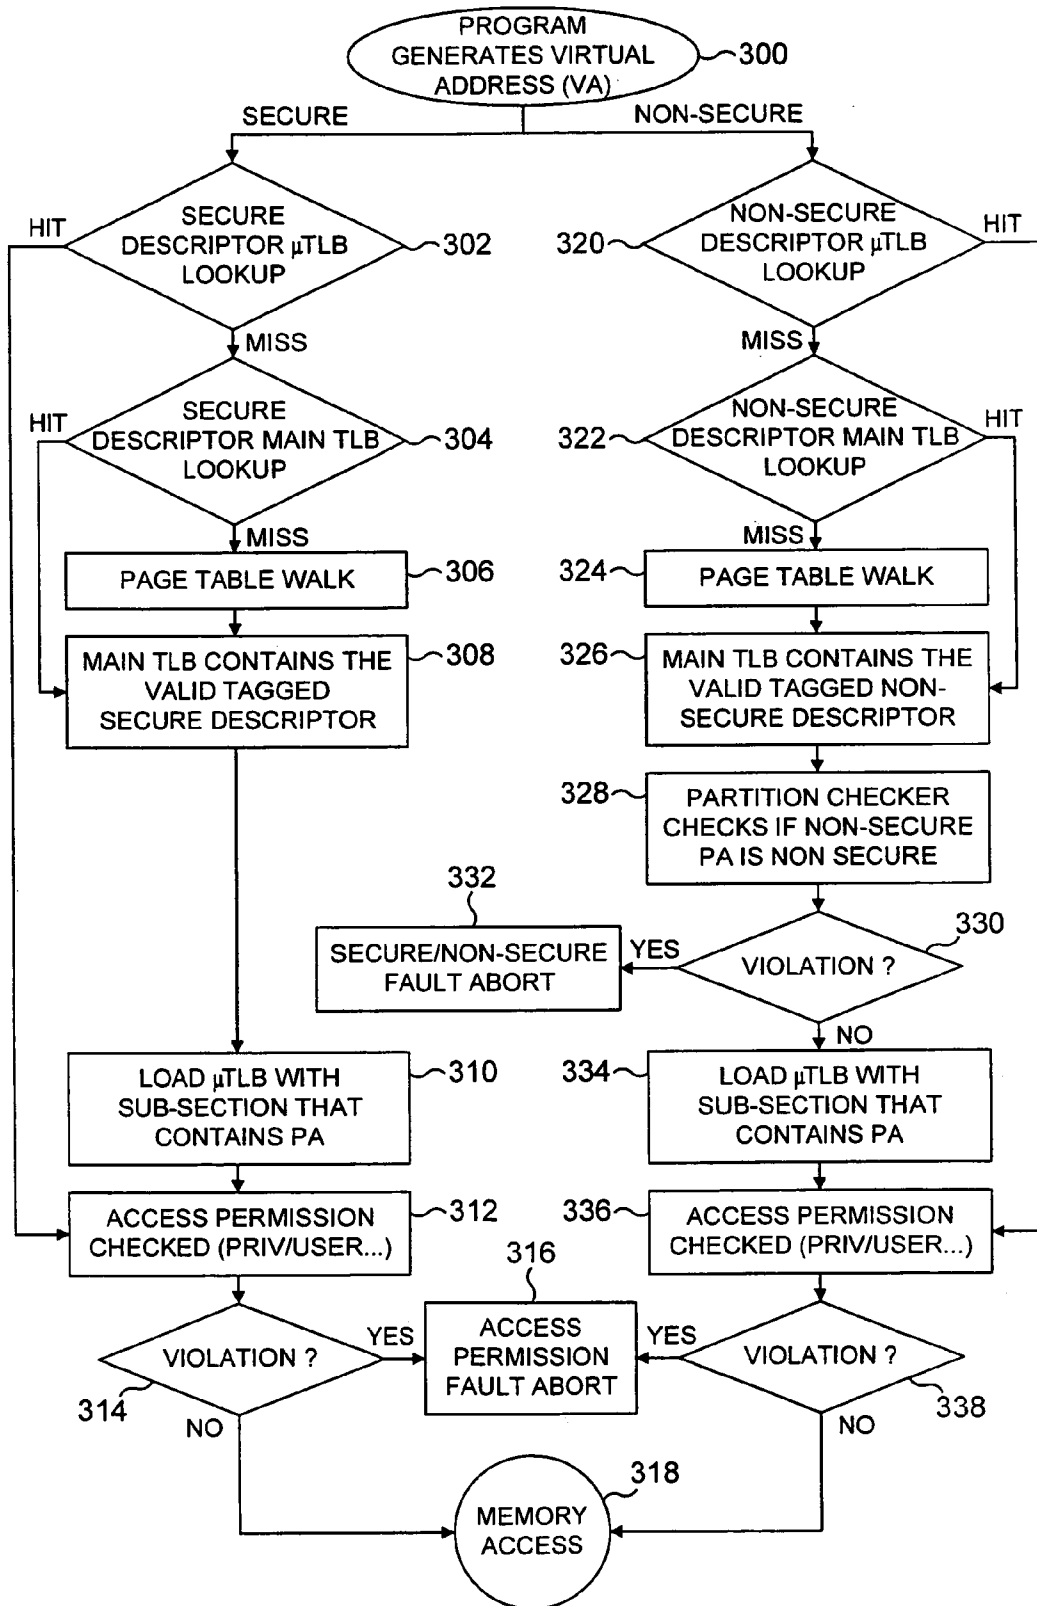 PROGRAM
GENERATES VIRTUAL
ADDRESS (VA)
300
SECURE
NON-SECURE
HIT
SECURE
DESCRIPTOR µTLB
LOOKUP
302
320
NON-SECURE
DESCRIPTOR µTLB
LOOKUP
HIT
MISS
MISS
HIT
SECURE
DESCRIPTOR MAIN TLB
LOOKUP
304
322
NON-SECURE
DESCRIPTOR MAIN TLB
LOOKUP
HIT
MISS
MISS
PAGE TABLE WALK
306
324
PAGE TABLE WALK
MAIN TLB CONTAINS THE
VALID TAGGED
SECURE DESCRIPTOR
308
326
MAIN TLB CONTAINS THE
VALID TAGGED NON-
SECURE DESCRIPTOR
328
PARTITION CHECKER
CHECKS IF NON-SECURE
PA IS NON SECURE
332
SECURE/NON-SECURE
FAULT ABORT
YES
VIOLATION ?
330
NO
LOAD µTLB WITH
SUB-SECTION THAT
CONTAINS PA
310
334
LOAD µTLB WITH
SUB-SECTION THAT
CONTAINS PA
ACCESS PERMISSION
CHECKED (PRIV/USER...)
312
336
ACCESS PERMISSION
CHECKED (PRIV/USER...)
316
VIOLATION ?
314
YES
ACCESS
PERMISSION
FAULT ABORT
YES
VIOLATION ?
338
NO
NO
318
MEMORY
ACCESS